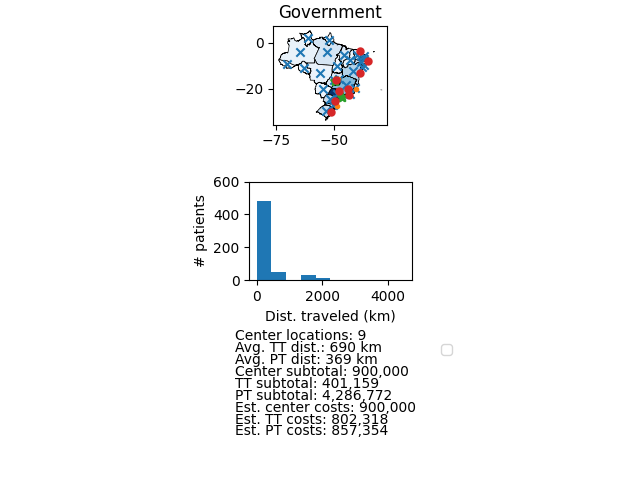 Government
0
−20
−75
−50
600
400
200
0
# patients
0
2000
4000
Dist. traveled (km)
Center locations: 9
Avg. TT dist.: 690 km
Avg. PT dist: 369 km
Center subtotal: 900,000
TT subtotal: 401,159
PT subtotal: 4,286,772
Est. center costs: 900,000
Est. TT costs: 802,318
Est. PT costs: 857,354